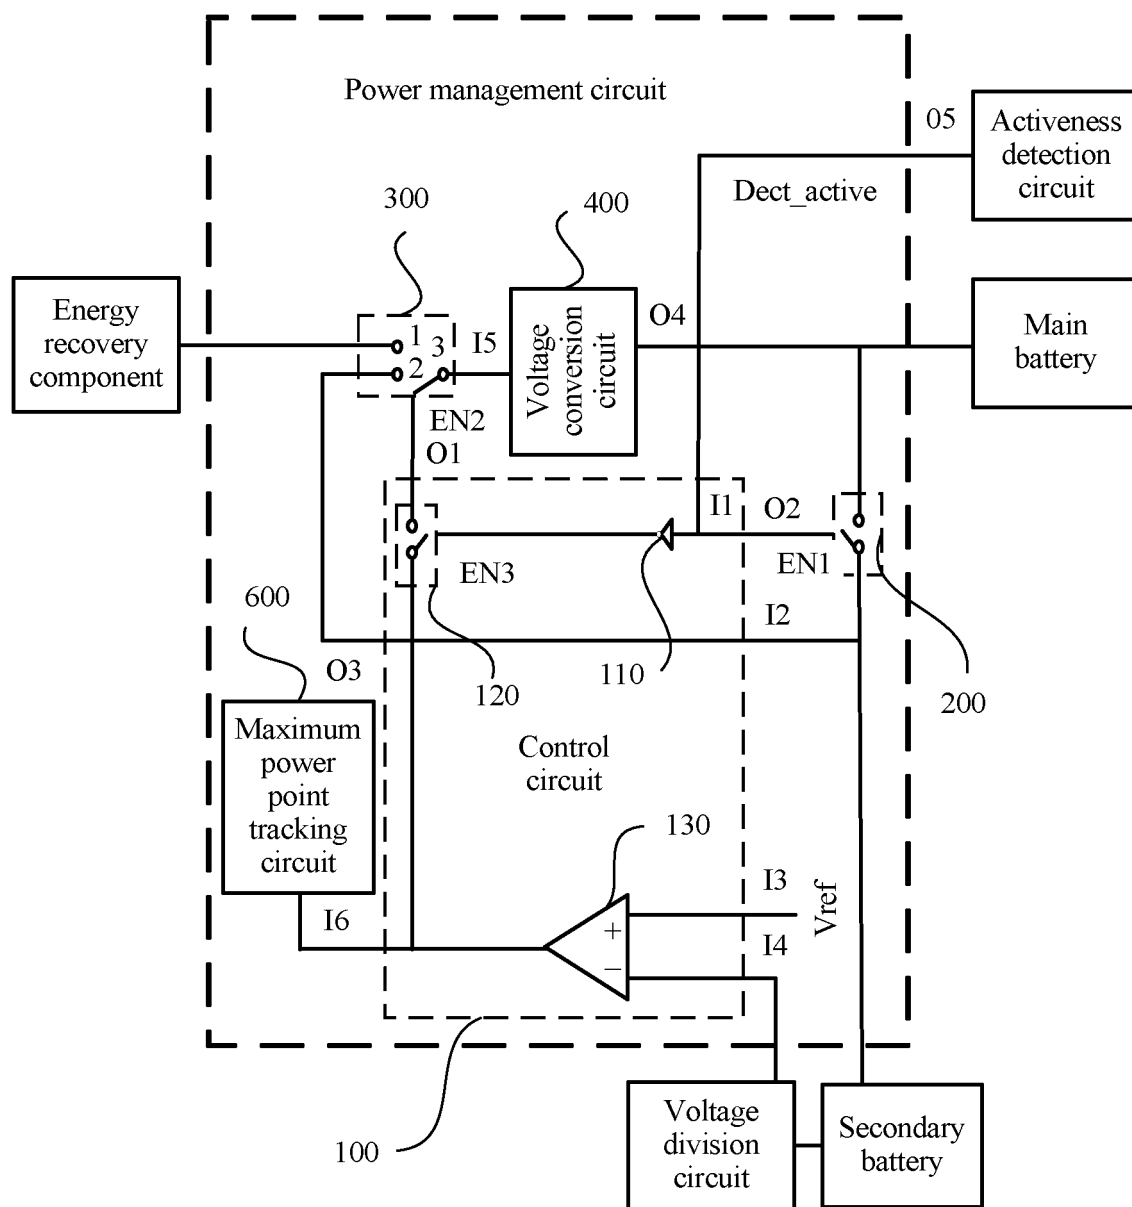 Power management circuit
05
Activeness
detection
circuit
Dect_active
300
400
Energy
recovery
component
1
2
3
I5
Voltage
conversion
circuit
O4
Main
battery
EN2
O1
I1
O2
EN3
EN1
600
I2
O3
120
110
200
Maximum
power
point
tracking
circuit
Control
circuit
130
I3
Vref
I6
+
−
I4
100
Voltage
division
circuit
Secondary
battery